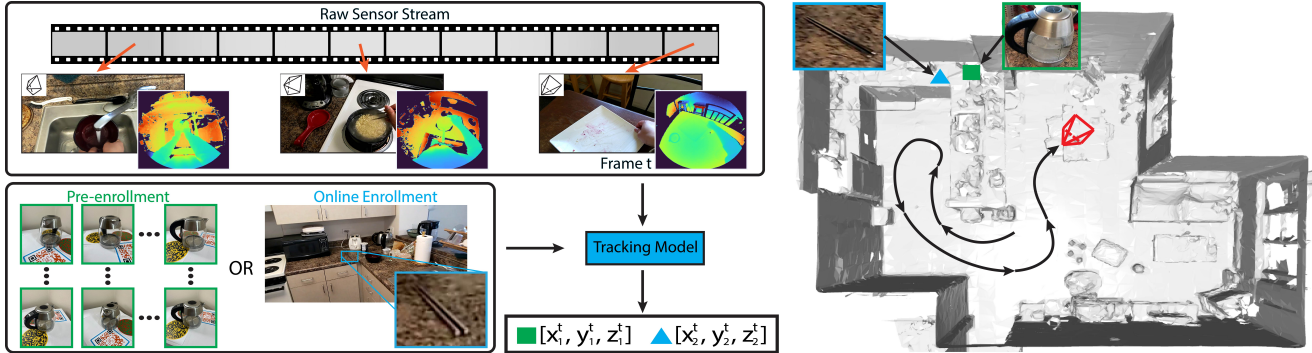 Raw Sensor Stream
Frame t
Pre-enrollment
Online Enrollment
OR
Tracking Model
[x₁ᵗ, y₁ᵗ, z₁ᵗ] [x₂ᵗ, y₂ᵗ, z₂ᵗ]